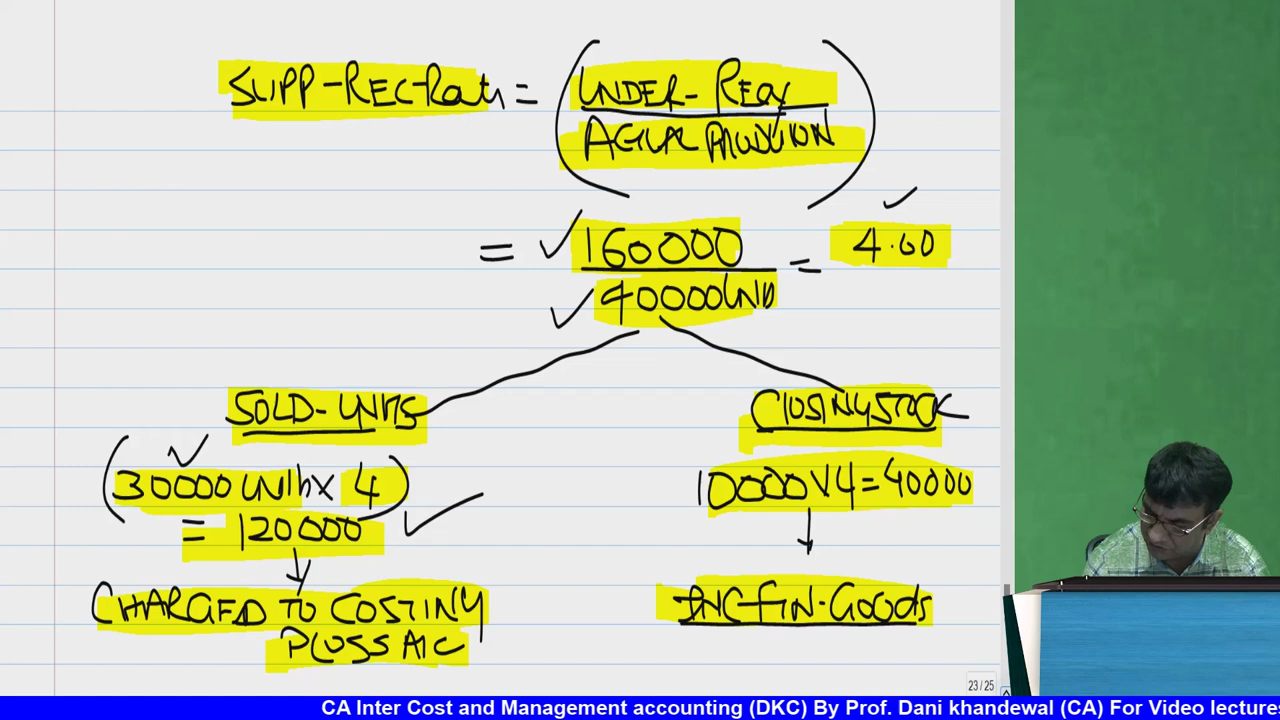 SUPP-REC-Rate = (UNDER-Recy
ACTUAL PRODUCTION)
= 160000 = 4.00
40000 UNIT
SOLD-UNITS
CLOSING STOCK
(30000 Units x 4)
10000 X 4 = 40000
= 120000
CHARGED TO COSTING
P LOSS A/C
INC-FIN-Goods
23 / 25
CA Inter Cost and Management accounting (DKC) By Prof. Dani khandewal (CA) For Video lectures